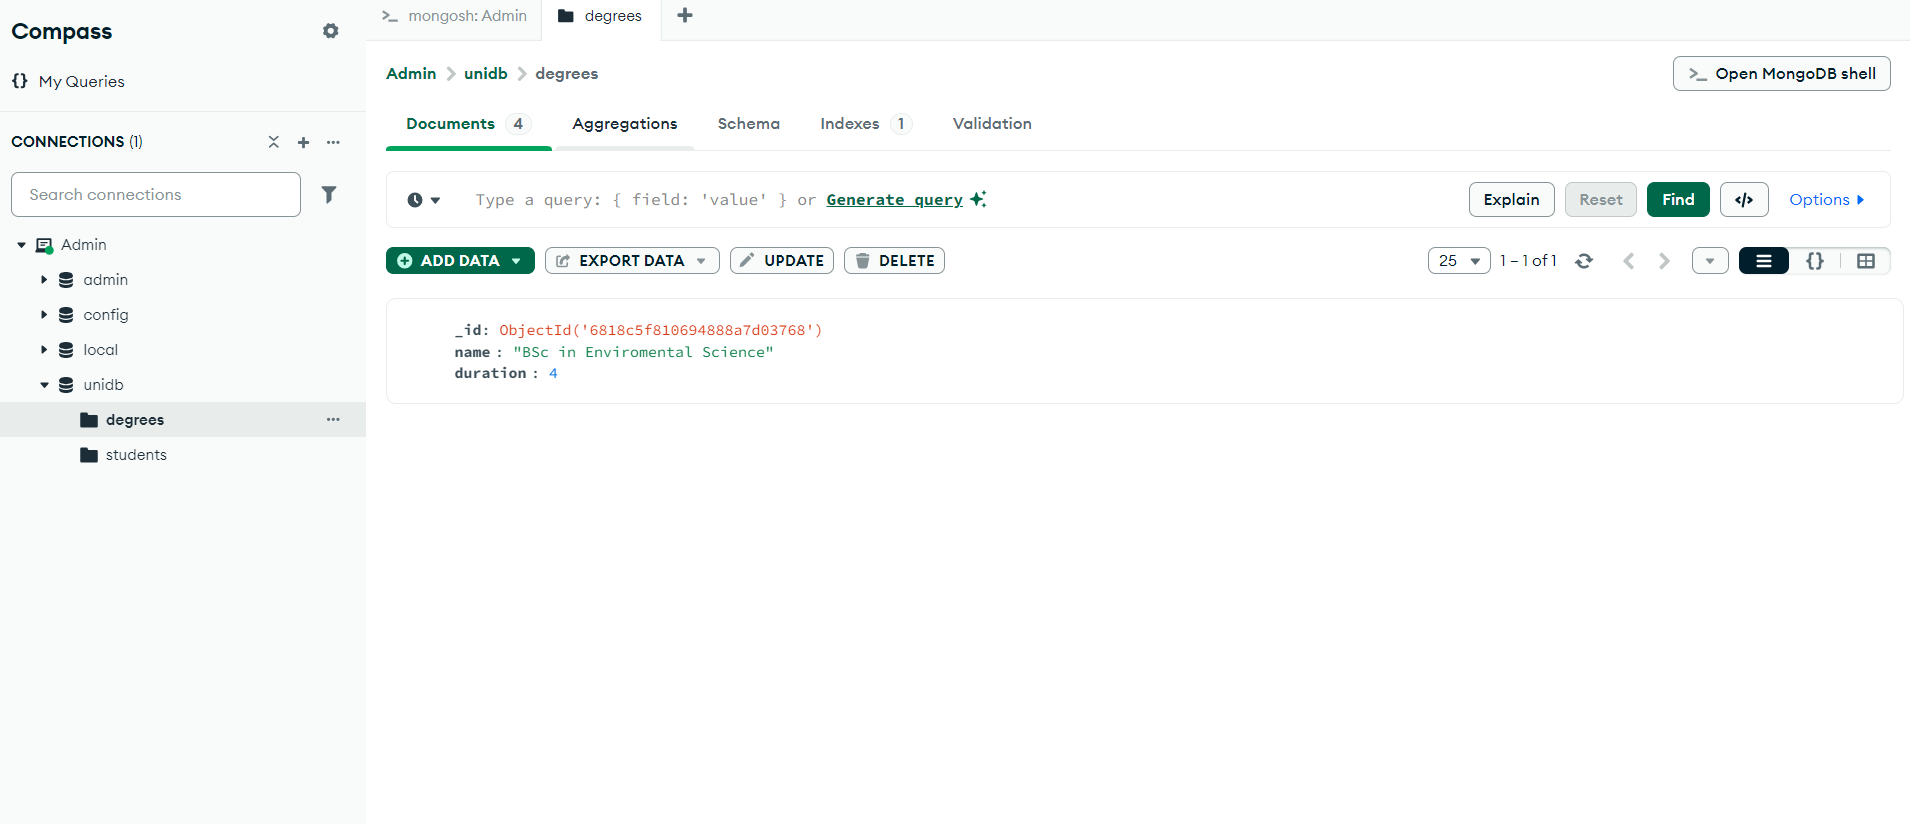 Compass
My Queries
CONNECTIONS (1)
Search connections
Admin
admin
config
local
unidb
degrees
students
mongosh: Admin
degrees
Admin > unidb > degrees
Open MongoDB shell
Documents 4 Aggregations Schema Indexes 1 Validation
Type a query: { field: 'value' } or Generate query
Explain Reset Find </> Options
ADD DATA EXPORT DATA UPDATE DELETE
25 1 – 1 of 1 {}
_id: ObjectId('6818c5f810694888a7d03768')
name : "BSc in Enviromental Science"
duration : 4